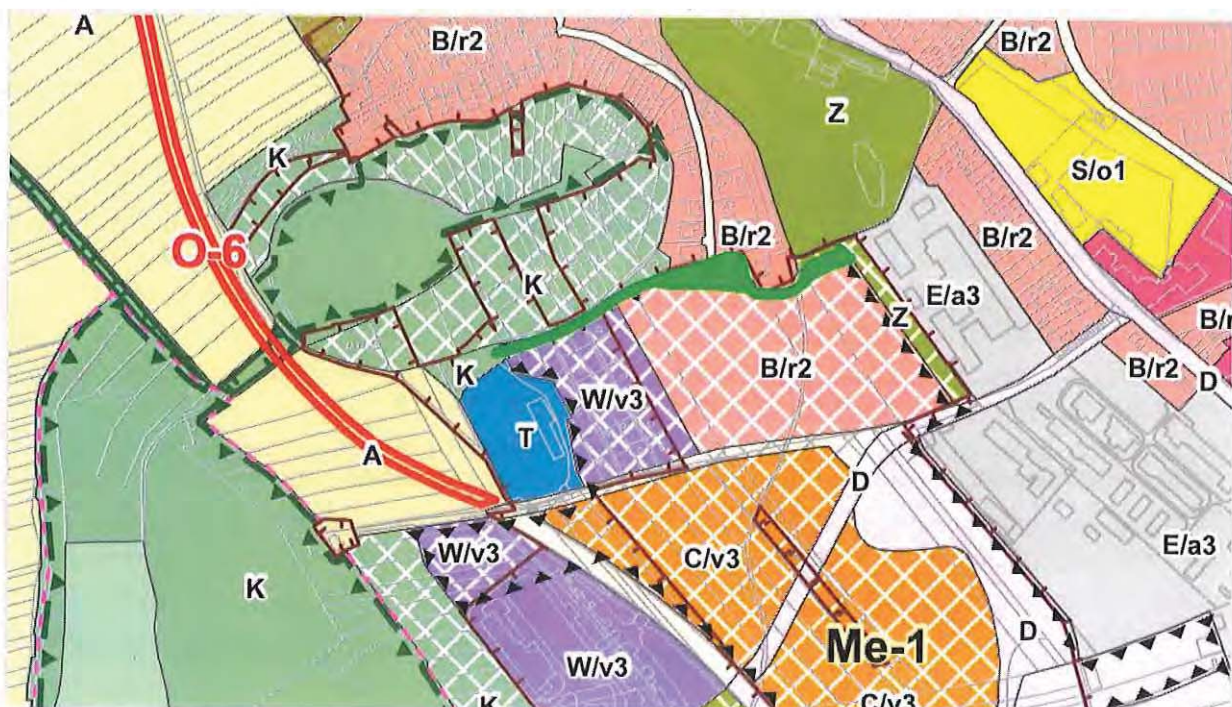 A
B/r2
B/r2
Z
K
S/o1
O-6
B/r2
B/r2
K
E/a3
Z
B/r
K
B/r2
B/r2
D
W/v3
T
A
D
W/v3
C/v3
E/a3
K
Me-1
D
W/v3
K
C/v3